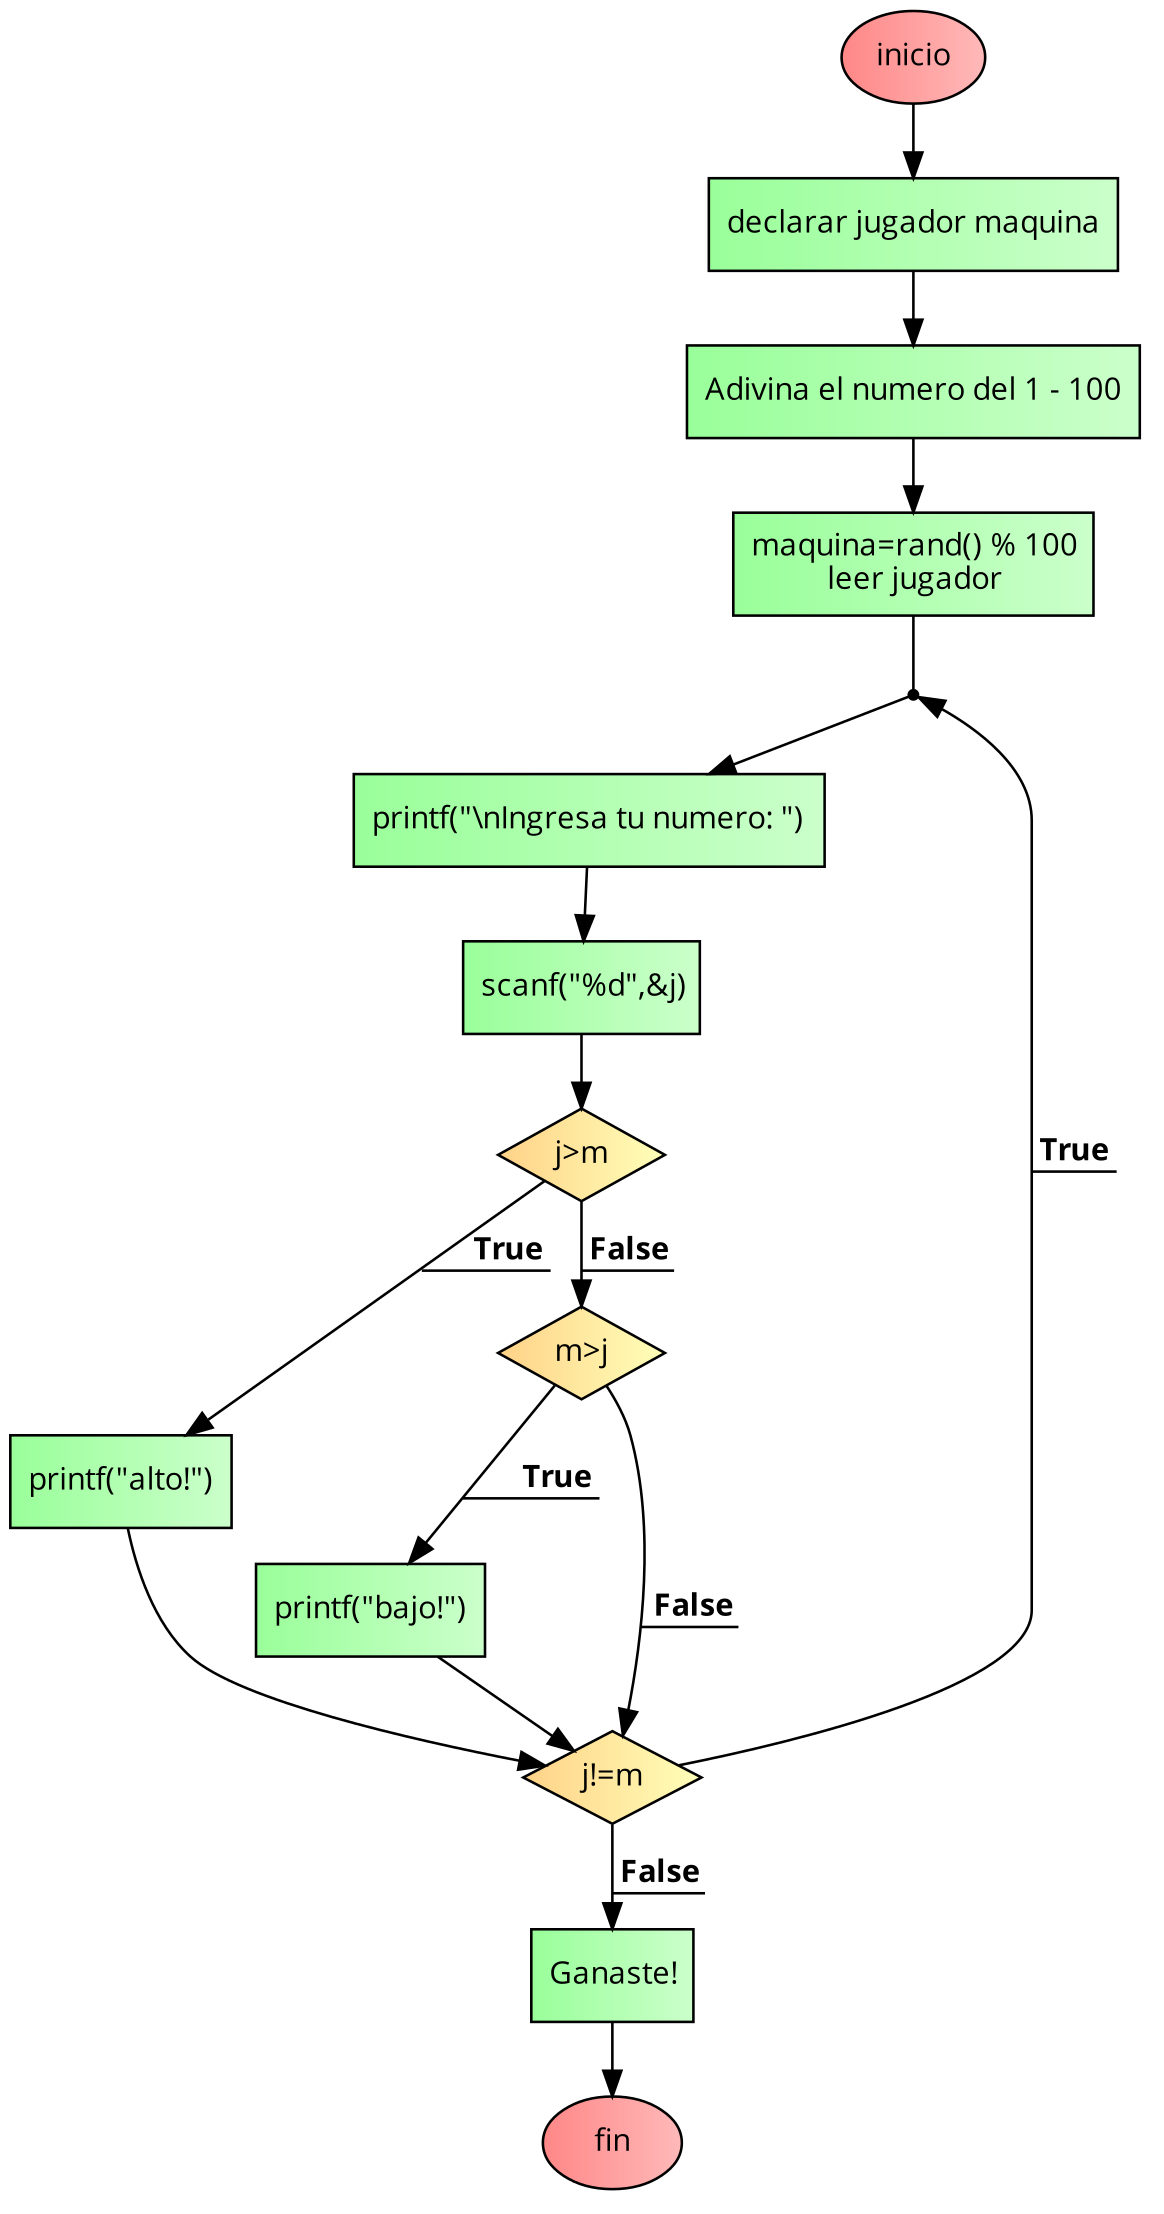 inicio
declarar jugador maquina
Adivina el numero del 1 - 100
maquina=rand() % 100
leer jugador
printf("\nIngresa tu numero: ")
scanf("%d",&j)
j>m
True
True
False
m>j
printf("alto!")
True
printf("bajo!")
False
j!=m
False
Ganaste!
fin